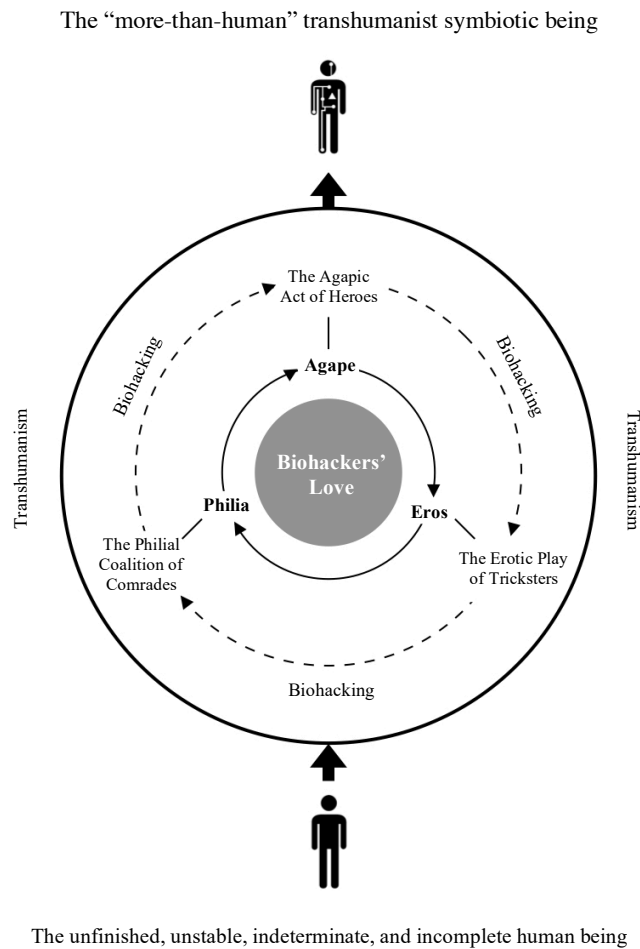 The “more-than-human” transhumanist symbiotic being
The Agapic
Act of Heroes
Biohacking
Biohacking
Agape
Transhumanism
Transhumanism
Biohackers’
Love
Philia
Eros
The Philial
Coalition of
Comrades
The Erotic Play
of Tricksters
Biohacking
The unfinished, unstable, indeterminate, and incomplete human being